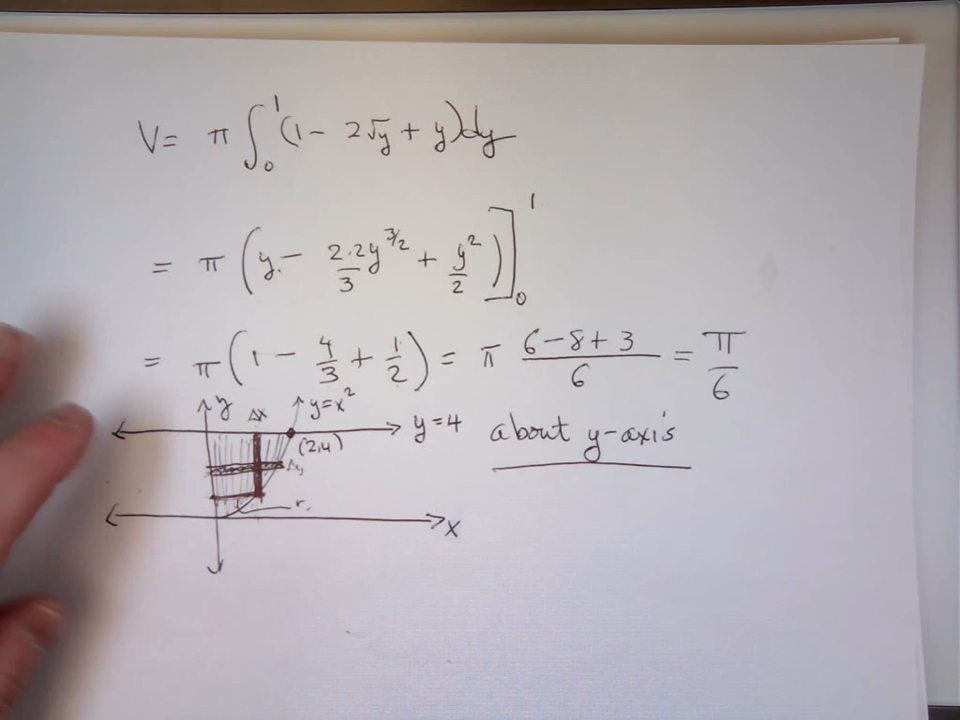 V= π ∫₀¹ (1 - 2√y + y)dy
= π (y - 2·2/3 y^3/2 + y²/2)]₀¹
= π (1 - 4/3 + 1/2) = π (6-8+3)/6 = π/6
y Δx y=x²
y=4 about y-axis
(2,4)
Δy
r
x